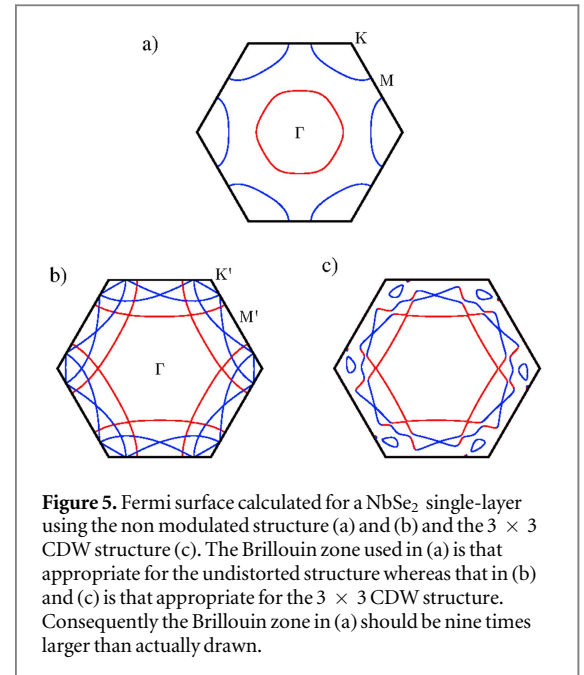 a)
K
M
Γ
b)
K'
M'
Γ
c)
Figure 5. Fermi surface calculated for a NbSe₂ single-layer
using the non modulated structure (a) and (b) and the 3 × 3
CDW structure (c). The Brillouin zone used in (a) is that
appropriate for the undistorted structure whereas that in (b)
and (c) is that appropriate for the 3 × 3 CDW structure.
Consequently the Brillouin zone in (a) should be nine times
larger than actually drawn.